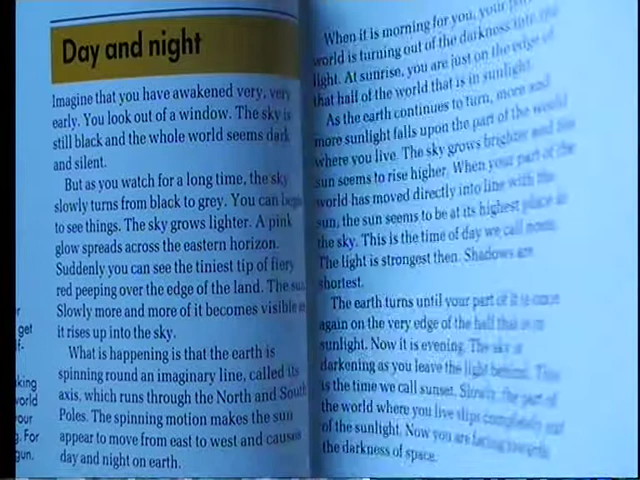 Day and night
Imagine that you have awakened very, very
early. You look out of a window. The sky is
still black and the whole world seems dark
and silent.
But as you watch for a long time, the sky
slowly turns from black to grey. You can begin
to see things. The sky grows lighter. A pink
glow spreads across the eastern horizon.
Suddenly you can see the tiniest tip of fiery
red peeping over the edge of the land. The sun
Slowly more and more of it becomes visible
it rises up into the sky.
What is happening is that the earth is
spinning round an imaginary line, called its
axis, which runs through the North and South
Poles. The spinning motion makes the sun
appear to move from east to west and causes
day and night on earth.
get
king
world
your
g. For
gun.
When it is morning for you, your part
world is turning out of the darkness into the
light. At sunrise, you are just on the edge of
that half of the world that is in sunlight.
As the earth continues to turn, more and
more sunlight falls upon the part of the world
where you live. The sky grows brighter and the
sun seems to rise higher. When your part of the
world has moved directly into line with the
sun, the sun seems to be at its highest place in
the sky. This is the time of day we call noon.
The light is strongest then. Shadows are
shortest.
The earth turns until your part of it is once
again on the very edge of the half that is in
sunlight. Now it is evening. The sky is
darkening as you leave the light behind. This
is the time we call sunset. Slowly, the part of
the world where you live slips completely out
of the sunlight. Now you are facing towards
the darkness of space.